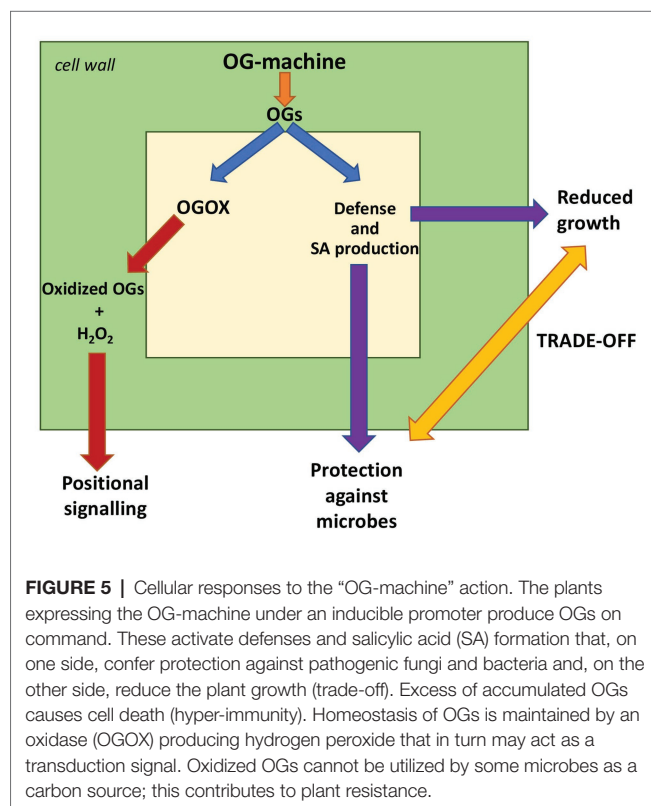 cell wall
OG-machine
OGs
OGOX
Defense
and
SA production
Reduced
growth
Oxidized OGs
+
H₂O₂
TRADE-OFF
Positional
signalling
Protection
against
microbes
FIGURE 5 | Cellular responses to the “OG-machine” action. The plants
expressing the OG-machine under an inducible promoter produce OGs on
command. These activate defenses and salicylic acid (SA) formation that, on
one side, confer protection against pathogenic fungi and bacteria and, on the
other side, reduce the plant growth (trade-off). Excess of accumulated OGs
causes cell death (hyper-immunity). Homeostasis of OGs is maintained by an
oxidase (OGOX) producing hydrogen peroxide that in turn may act as a
transduction signal. Oxidized OGs cannot be utilized by some microbes as a
carbon source; this contributes to plant resistance.